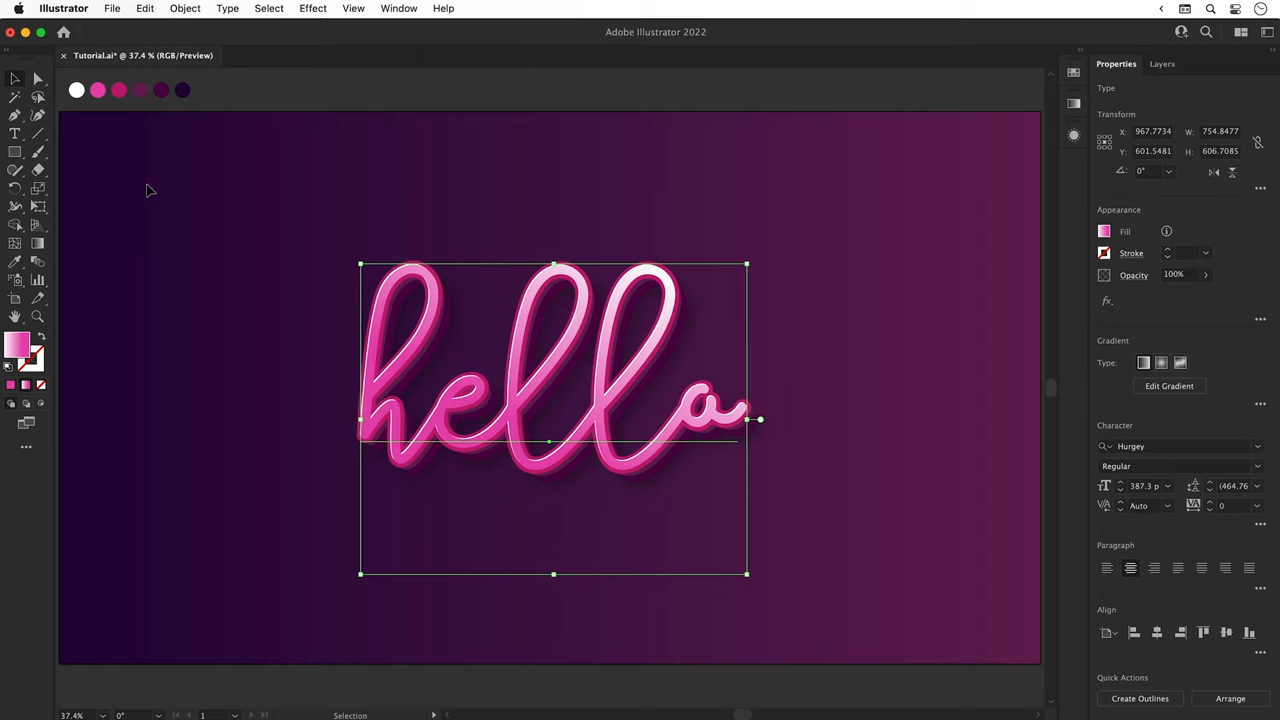 Illustrator File Edit Object Type Select Effect View Window Help
Adobe Illustrator 2022
Tutorial.ai* @ 37.4 % (RGB/Preview)
Properties Layers
Type
Transform
X: 967.7734 W: 754.8477
Y: 601.5481 H: 606.7085
0°
Appearance
Fill
Stroke
Opacity 100%
fx.
Gradient
Type:
Edit Gradient
Character
Hurgey
Regular
387.3 p (464.76
Auto 0
Paragraph
Align
Quick Actions
Create Outlines Arrange
hello
37.4% 0° 1 Selection